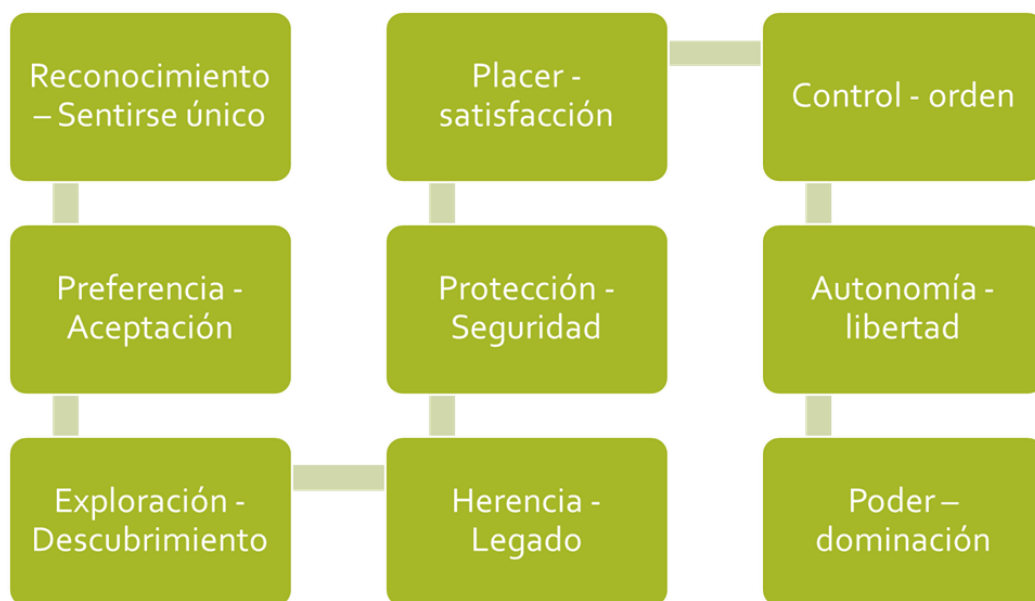 Reconocimiento
– Sentirse único
Preferencia -
Aceptación
Exploración -
Descubrimiento
Herencia -
Legado
Protección -
Seguridad
Placer -
satisfacción
Control - orden
Autonomía -
libertad
Poder –
dominación